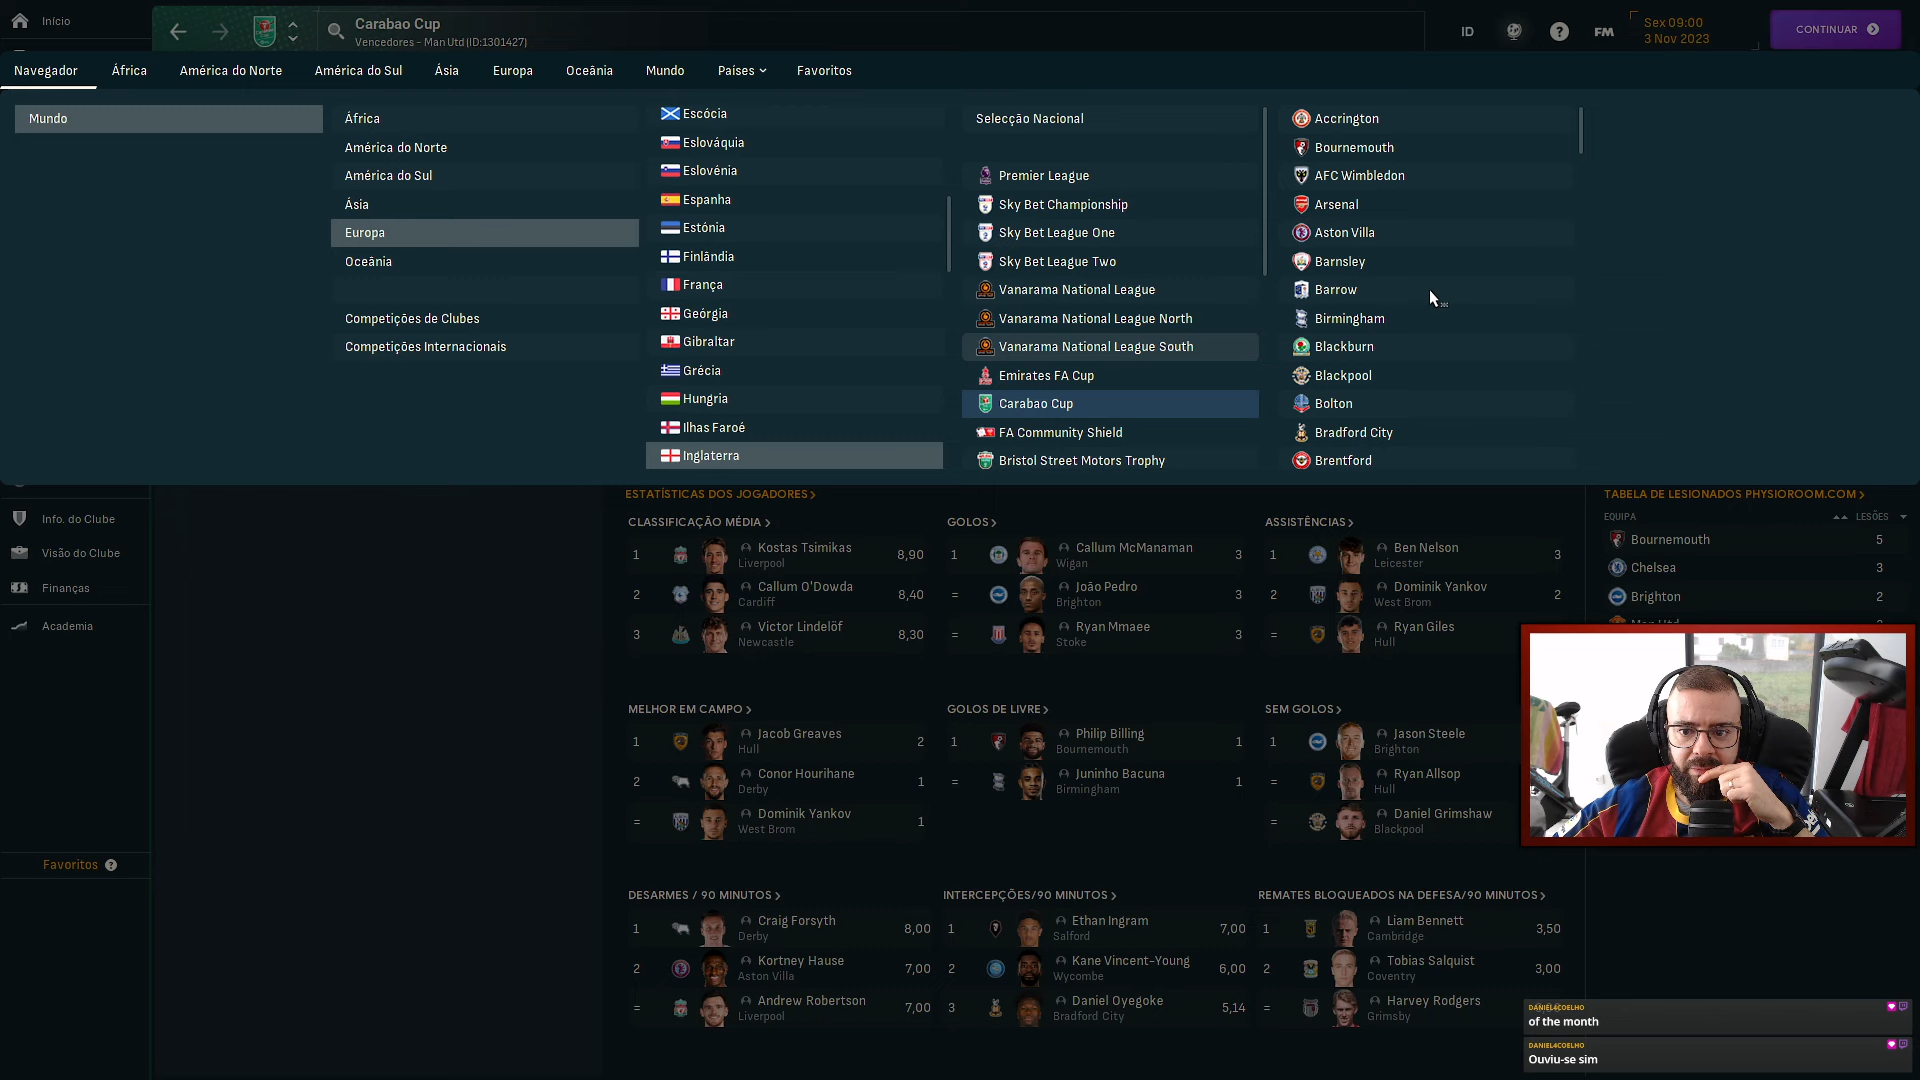 Início
Carabao Cup
Vencedores - Man Utd (ID:1301427)
ID
FM
Sex 09:00
3 Nov 2023
CONTINUAR
Navegador
África
América do Norte
América do Sul
Ásia
Europa
Oceânia
Mundo
Países
Favoritos
Mundo
África
América do Norte
América do Sul
Ásia
Europa
Oceânia
Competições de Clubes
Competições Internacionais
Escócia
Eslováquia
Eslovénia
Espanha
Estónia
Finlândia
França
Geórgia
Gibraltar
Grécia
Hungria
Ilhas Faroé
Inglaterra
Selecção Nacional
Premier League
Sky Bet Championship
Sky Bet League One
Sky Bet League Two
Vanarama National League
Vanarama National League North
Vanarama National League South
Emirates FA Cup
Carabao Cup
FA Community Shield
Bristol Street Motors Trophy
Accrington
Bournemouth
AFC Wimbledon
Arsenal
Aston Villa
Barnsley
Barrow
Birmingham
Blackburn
Blackpool
Bolton
Bradford City
Brentford
Info. do Clube
Visão do Clube
Finanças
Academia
Favoritos
ESTATÍSTICAS DOS JOGADORES
CLASSIFICAÇÃO MÉDIA
1 Kostas Tsimikas 8,90
Liverpool
2 Callum O'Dowda 8,40
Cardiff
3 Victor Lindelöf 8,30
Newcastle
GOLOS
1 Callum McManaman 3
Wigan
= João Pedro 3
Brighton
= Ryan Mmaee 3
Stoke
ASSISTÊNCIAS
1 Ben Nelson 3
Leicester
2 Dominik Yankov 2
West Brom
= Ryan Giles
Hull
MELHOR EM CAMPO
1 Jacob Greaves 2
Hull
2 Conor Hourihane 1
Derby
= Dominik Yankov 1
West Brom
GOLOS DE LIVRE
1 Philip Billing 1
Bournemouth
= Juninho Bacuna 1
Birmingham
SEM GOLOS
1 Jason Steele
Brighton
= Ryan Allsop
Hull
= Daniel Grimshaw
Blackpool
DESARMES / 90 MINUTOS
1 Craig Forsyth 8,00
Derby
2 Kortney Hause 7,00
Aston Villa
= Andrew Robertson 7,00
Liverpool
INTERCEPÇÕES/90 MINUTOS
1 Ethan Ingram 7,00
Salford
2 Kane Vincent-Young 6,00
Wycombe
3 Daniel Oyegoke 5,14
Bradford City
REMATES BLOQUEADOS NA DEFESA/90 MINUTOS
1 Liam Bennett 3,50
Cambridge
2 Tobias Salquist 3,00
Coventry
= Harvey Rodgers
Grimsby
TABELA DE LESIONADOS PHYSIOROOM.COM
EQUIPA LESÕES
Bournemouth 5
Chelsea 3
Brighton 2
DANIEL4COELHO
of the month
DANIEL4COELHO
Ouviu-se sim